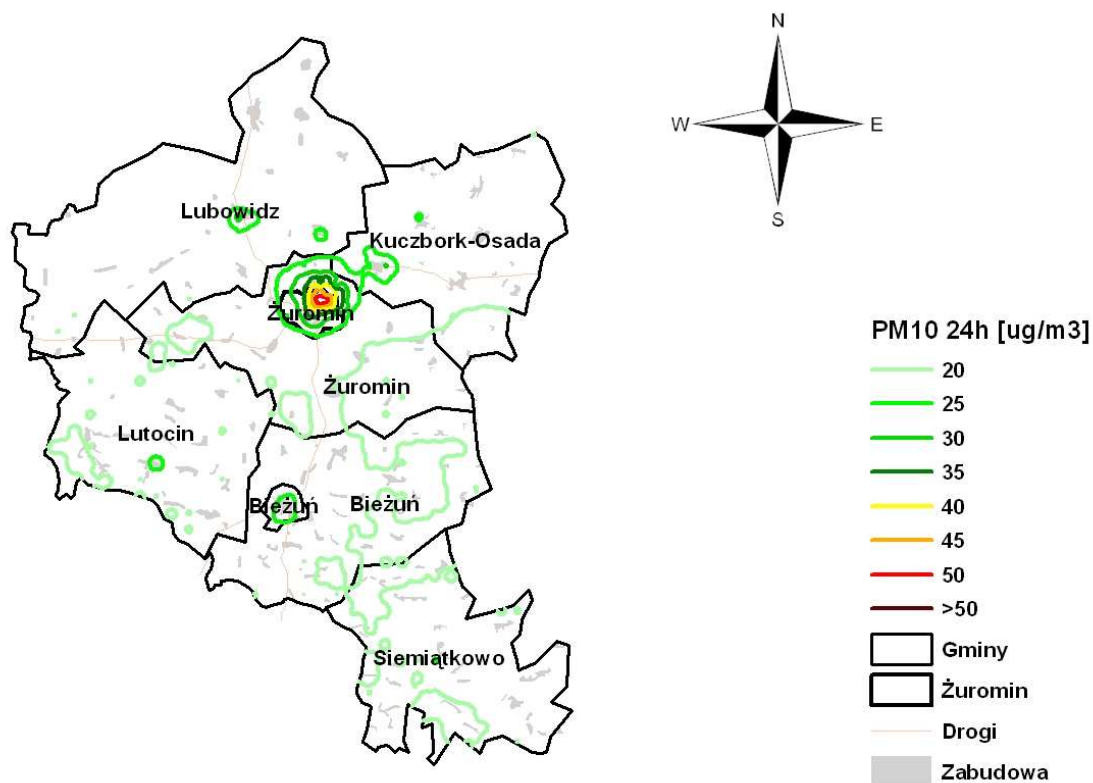 N
W
E
S
Lubowidz
Kuczbork-Osada
Żuromin
Żuromin
Lutocin
Bieżuń
Bieżuń
Siemiątkowo
PM10 24h [ug/m3]
20
25
30
35
40
45
50
>50
Gminy
Żuromin
Drogi
Zabudowa